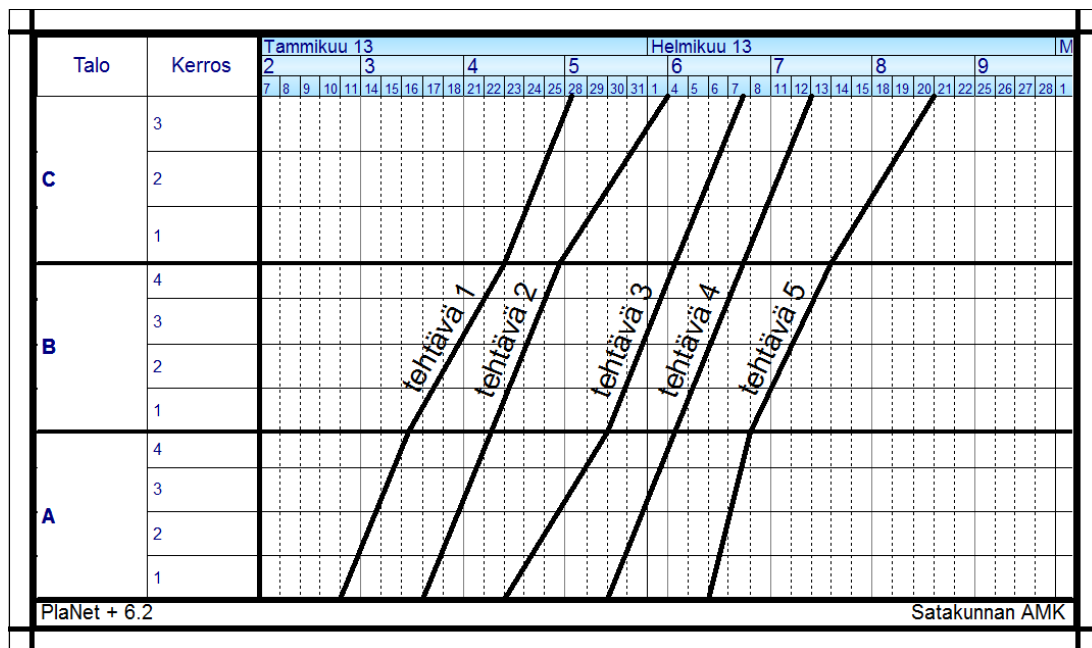 Talo Kerros Tammikuu 13 Helmikuu 13 M
2 3 4 5 6 7 8 9
7 8 9 10 11 14 15 16 17 18 21 22 23 24 25 28 29 30 31 1 4 5 6 7 8 11 12 13 14 15 18 19 20 21 22 25 26 27 28 1
3
C 2
1
4
3
B 2
1
4
3
A 2
1
tehtävä 1
tehtävä 2
tehtävä 3
tehtävä 4
tehtävä 5
PlaNet + 6.2 Satakunnan AMK